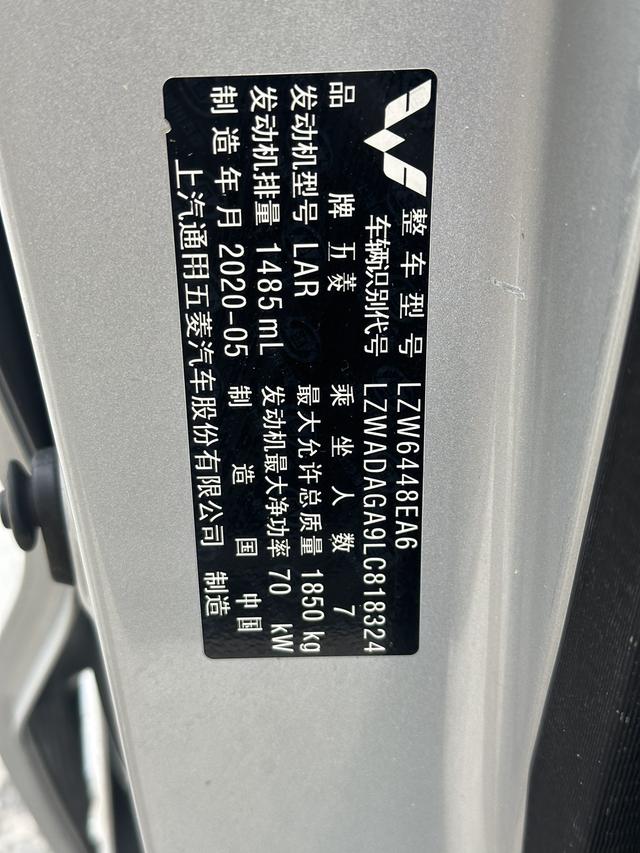 整车型号 LZW6448EA6
车辆识别代号 LZWADAGA9LC818324
品牌 五菱 乘坐人数 7
发动机型号 LAR 最大允许总质量 1850 kg
发动机排量 1485 mL 发动机最大净功率 70 kW
制造年月 2020-05 制造国 中国
上汽通用五菱汽车股份有限公司 制造